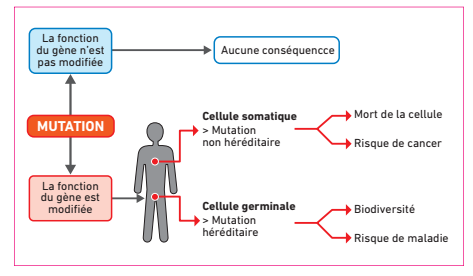 La fonction
du gène n'est
pas modifiée
Aucune conséquencce
MUTATION
La fonction
du gène est
modifiée
Cellule somatique
> Mutation
non héréditaire
Mort de la cellule
Risque de cancer
Cellule germinale
> Mutation
héréditaire
Biodiversité
Risque de maladie